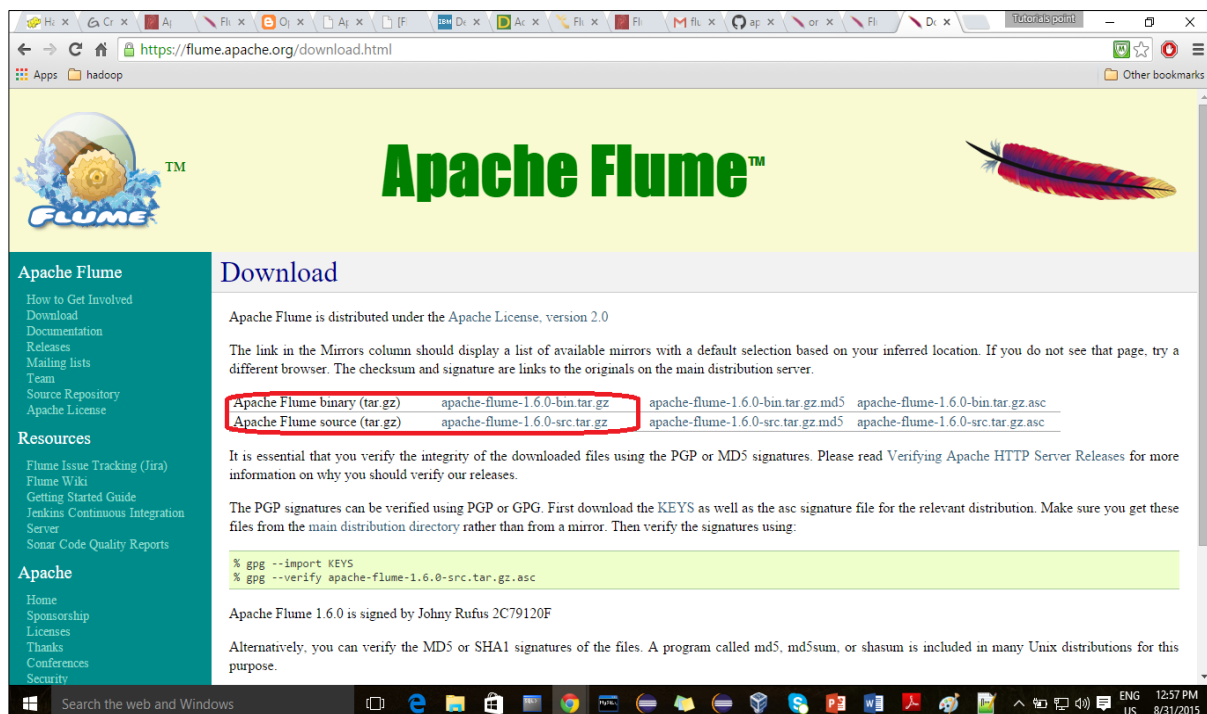 Ha
Cr
Ap
Flu
Oj
Ap
[F
De
Ac
Flu
Fl
flu
ap
or
Fl
Do
Tutorials point
https://flume.apache.org/download.html
Apps hadoop Other bookmarks
TM
FLUME
Apache Flume™
Apache Flume
How to Get Involved
Download
Documentation
Releases
Mailing lists
Team
Source Repository
Apache License
Resources
Flume Issue Tracking (Jira)
Flume Wiki
Getting Started Guide
Jenkins Continuous Integration
Server
Sonar Code Quality Reports
Apache
Home
Sponsorship
Licenses
Thanks
Conferences
Security
Download
Apache Flume is distributed under the Apache License, version 2.0
The link in the Mirrors column should display a list of available mirrors with a default selection based on your inferred location. If you do not see that page, try a
different browser. The checksum and signature are links to the originals on the main distribution server.
Apache Flume binary (tar.gz) apache-flume-1.6.0-bin.tar.gz apache-flume-1.6.0-bin.tar.gz.md5 apache-flume-1.6.0-bin.tar.gz.asc
Apache Flume source (tar.gz) apache-flume-1.6.0-src.tar.gz apache-flume-1.6.0-src.tar.gz.md5 apache-flume-1.6.0-src.tar.gz.asc
It is essential that you verify the integrity of the downloaded files using the PGP or MD5 signatures. Please read Verifying Apache HTTP Server Releases for more
information on why you should verify our releases.
The PGP signatures can be verified using PGP or GPG. First download the KEYS as well as the asc signature file for the relevant distribution. Make sure you get these
files from the main distribution directory rather than from a mirror. Then verify the signatures using:
% gpg --import KEYS
% gpg --verify apache-flume-1.6.0-src.tar.gz.asc
Apache Flume 1.6.0 is signed by Johny Rufus 2C79120F
Alternatively, you can verify the MD5 or SHA1 signatures of the files. A program called md5, md5sum, or shasum is included in many Unix distributions for this
purpose.
Search the web and Windows
ENG 12:57 PM
US 8/31/2015